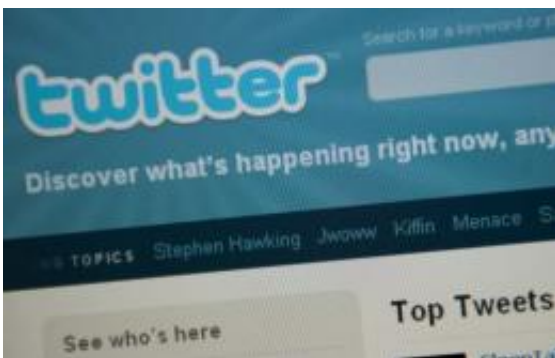 twitter
Search for a keyword or
Discover what's happening right now, any
TOPICS Stephen Hawking Jwoww Kiffin Menace S
Top Tweets
See who's here